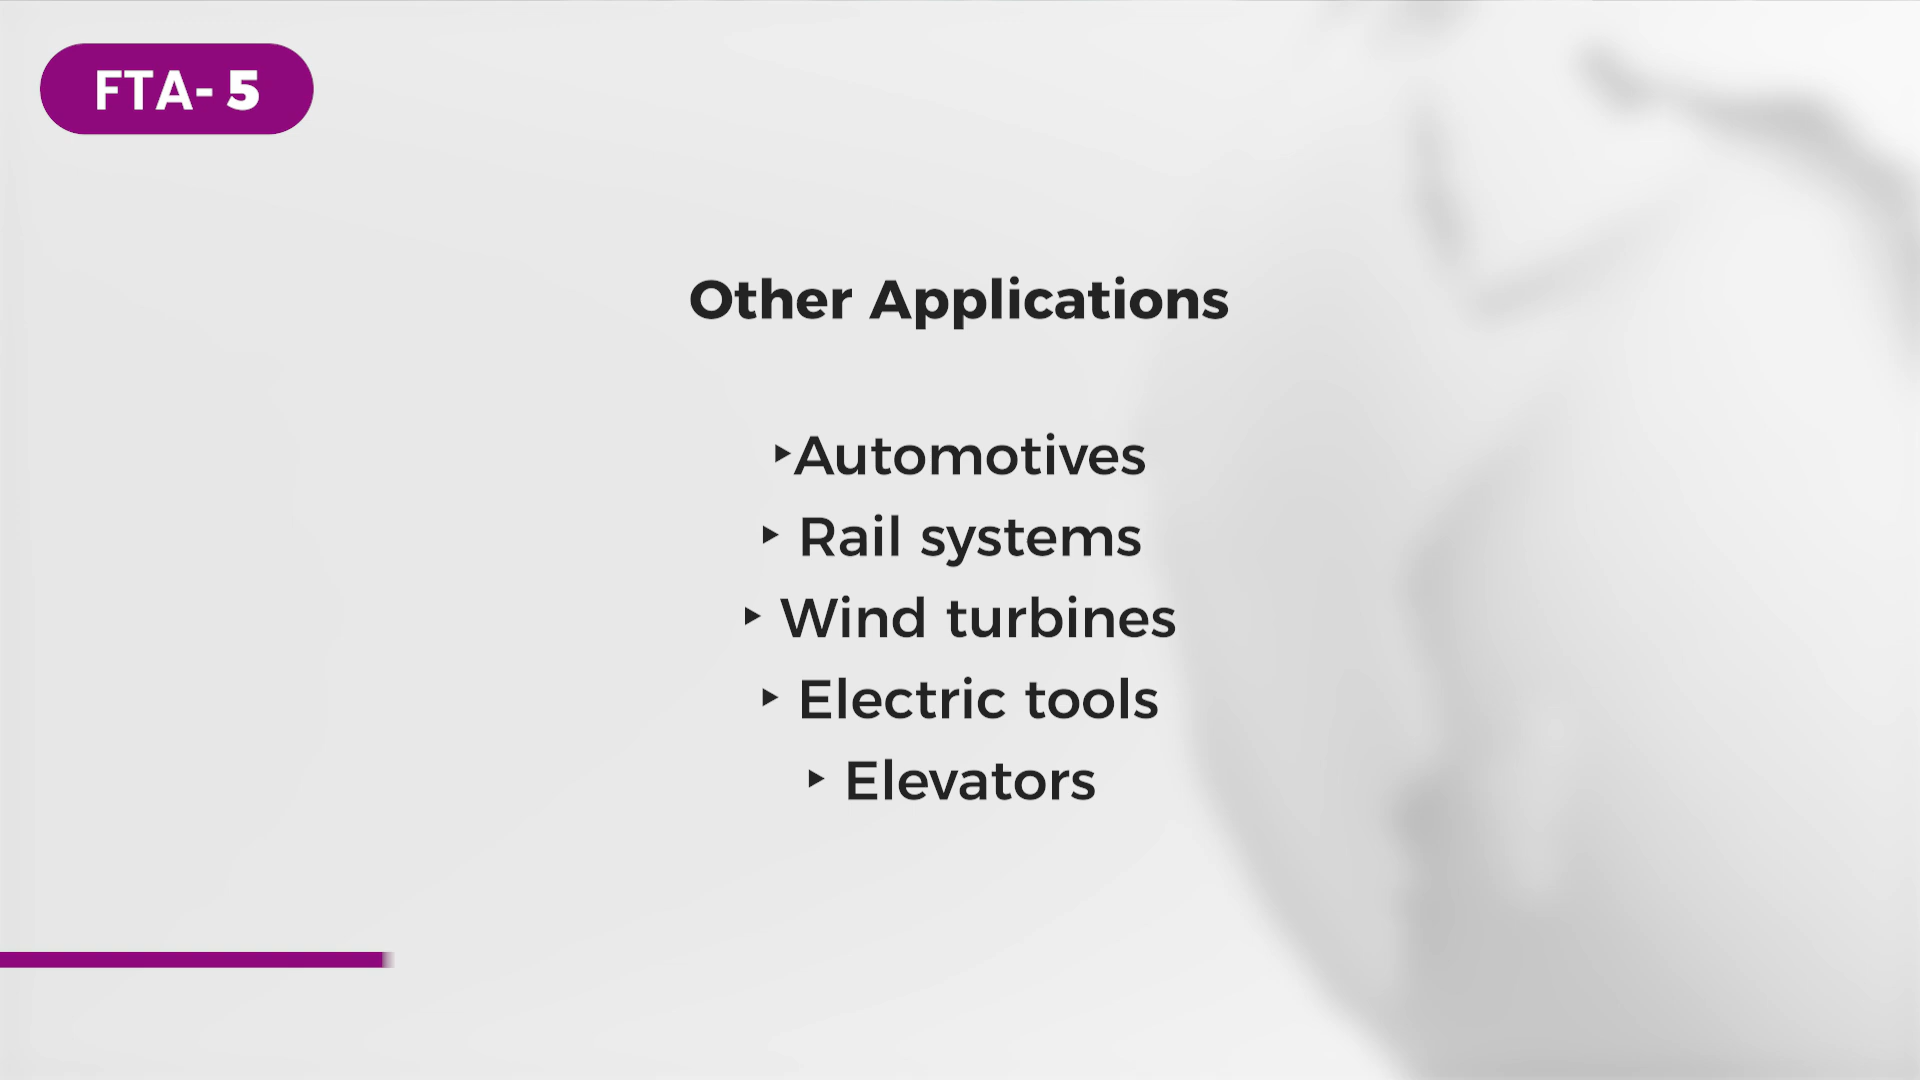 FTA- 5
Other Applications
‣Automotives
‣ Rail systems
‣ Wind turbines
‣ Electric tools
‣ Elevators